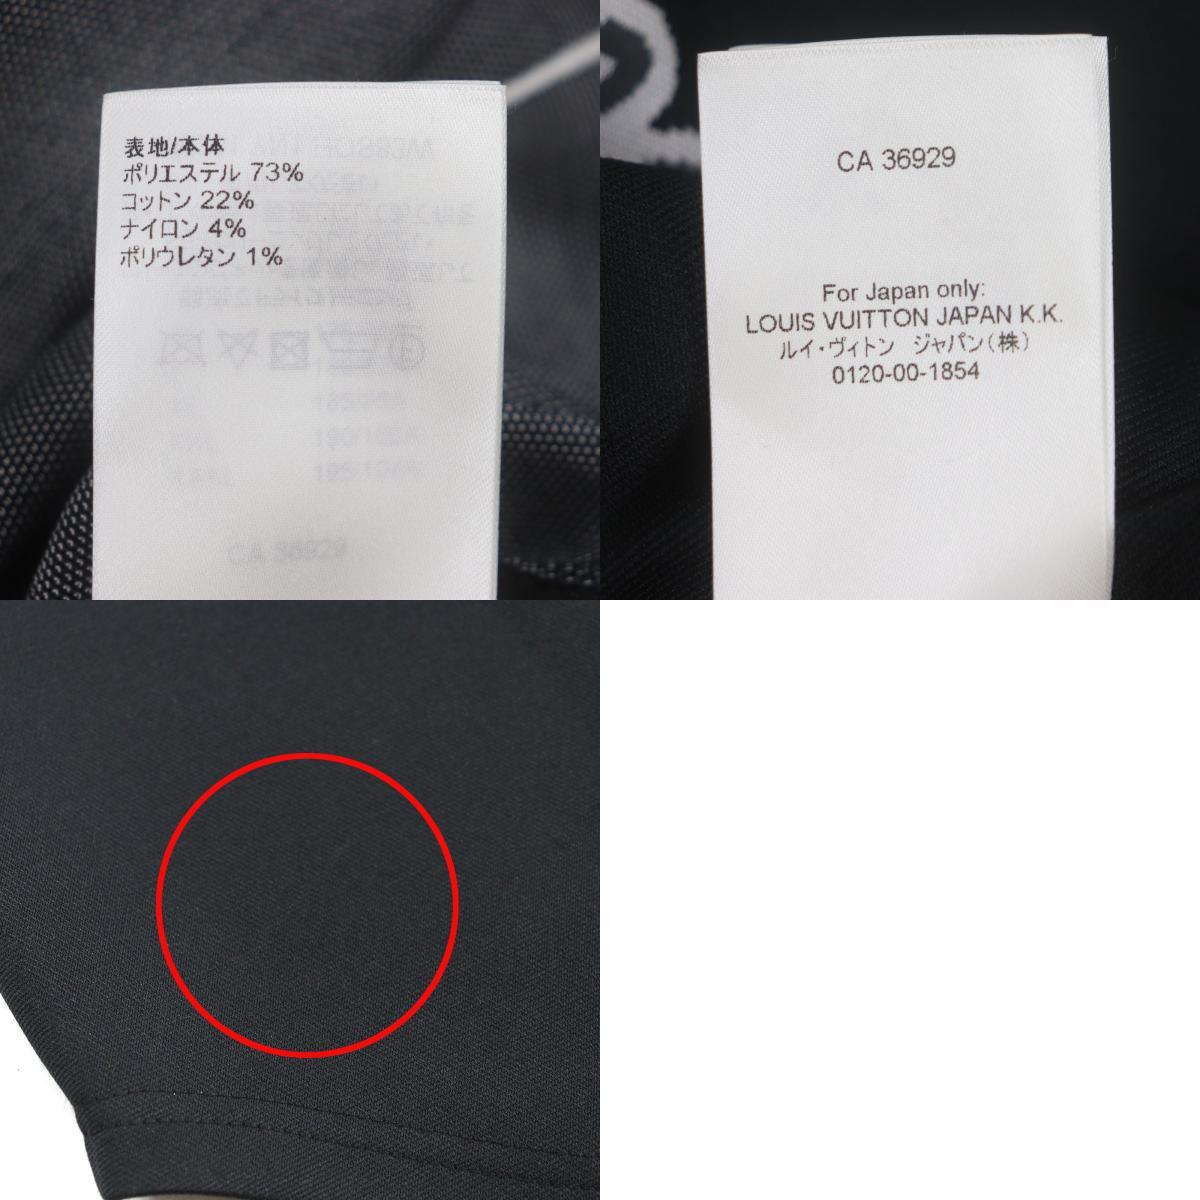 表地/本体
ポリエステル 73%
コットン 22%
ナイロン 4%
ポリウレタン 1%
CA 36929
For Japan only:
LOUIS VUITTON JAPAN K.K.
ルイ・ヴィトン ジャパン(株)
0120-00-1854